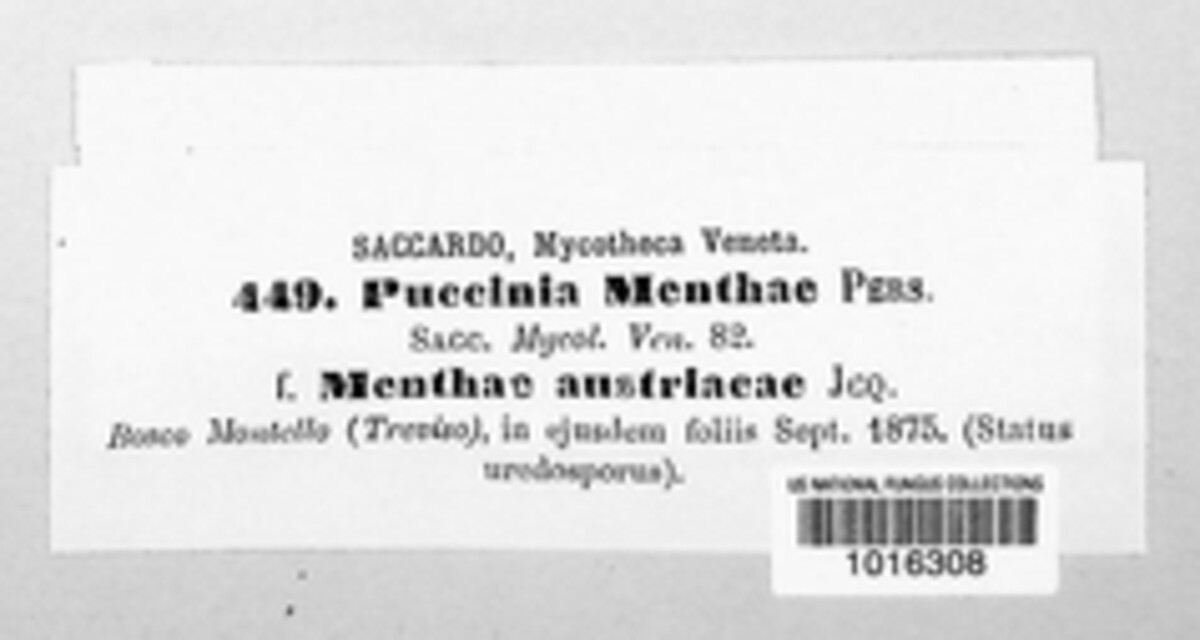 SACCARDO, Mycotheca Veneta.
449. Puccinia Menthae PERS.
SACC. Mycol. Ven. 82.
f. Menthae austriacae JCQ.
Bosco Montello (Treviso), in ejusdem foliis Sept. 1875. (Status
uredosporus).
US NATIONAL FUNGUS COLLECTIONS
1016308